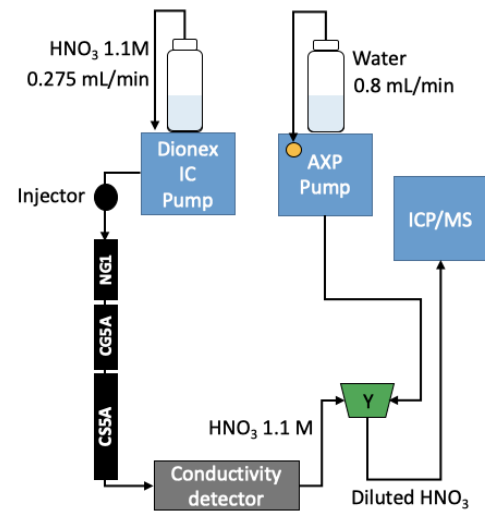 HNO₃ 1.1M
0.275 mL/min
Water
0.8 mL/min
Dionex
IC
Pump
AXP
Pump
ICP/MS
Injector
NG1
CG5A
CS5A
Y
HNO₃ 1.1 M
Conductivity
detector
Diluted HNO₃